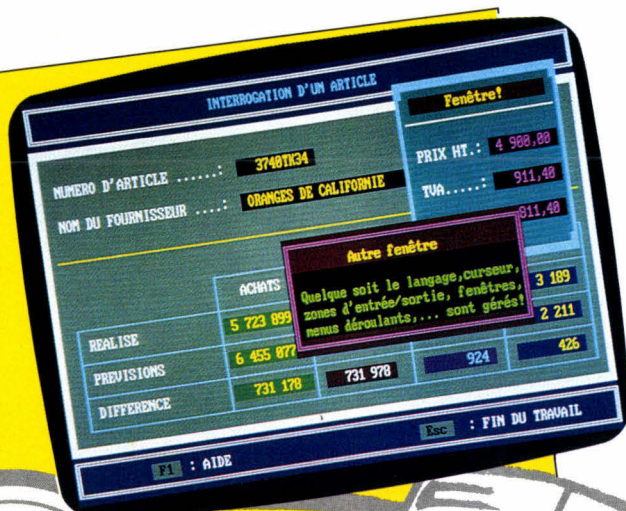 INTERROGATION D'UN ARTICLE
NUMERO D'ARTICLE ......: 3740TK34
NOM DU FOURNISSEUR ....: ORANGES DE CALIFORNIE
Fenêtre!
PRIX HT.: 4 900,00
TVA.....: 911,40
811,40
Autre fenêtre
Quelque soit le langage,curseur,
zones d'entrée/sortie, fenêtres,
menus déroulants,... sont gérés!
ACHATS
REALISE 5 723 899 3 189
PREVISIONS 6 455 077 2 211
DIFFERENCE 731 178 731 978 924 426
F1 : AIDE Esc : FIN DU TRAVAIL